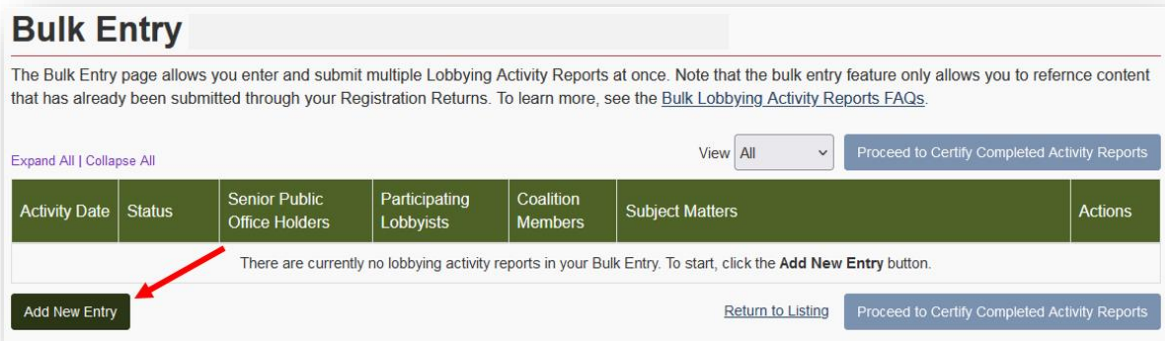 Bulk Entry
The Bulk Entry page allows you enter and submit multiple Lobbying Activity Reports at once. Note that the bulk entry feature only allows you to refernce content
that has already been submitted through your Registration Returns. To learn more, see the Bulk Lobbying Activity Reports FAQs.
Expand All | Collapse All
View All
Proceed to Certify Completed Activity Reports
Activity Date
Status
Senior Public
Office Holders
Participating
Lobbyists
Coalition
Members
Subject Matters
Actions
There are currently no lobbying activity reports in your Bulk Entry. To start, click the Add New Entry button.
Add New Entry
Return to Listing
Proceed to Certify Completed Activity Reports